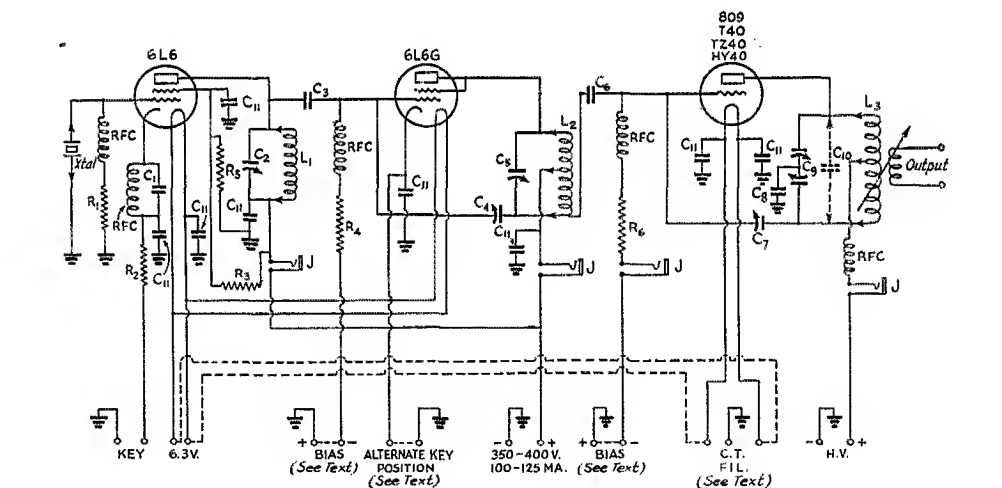 809
T40
TZ40
HY40
6L6
6L6G
C3
C6
L3
C11
L2
RFC
Xtal
R5
C2
L1
RFC
C5
RFC
C11
C11
C10
Output
C1
C11
C9
C8
R1
RFC
C11
C11
R4
C4
R6
C7
R2
C11
R3
J
C11
J
J
RFC
J
KEY
6.3V.
+ -
BIAS
(See Text)
ALTERNATE KEY
POSITION
(See Text)
- +
350-400 V.
100-125 MA.
+ -
BIAS
(See Text)
C.T.
FIL.
(See Text)
- +
H.V.